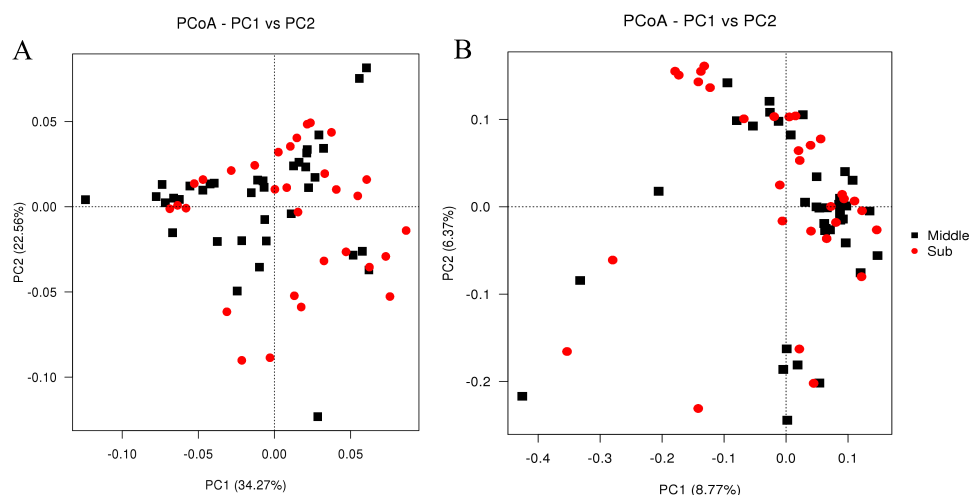 PCoA - PC1 vs PC2
A
PC2 (22.56%)
0.05
0.00
-0.05
-0.10
-0.10
-0.05
0.00
0.05
PC1 (34.27%)
PCoA - PC1 vs PC2
B
PC2 (6.37%)
0.1
0.0
-0.1
-0.2
-0.4
-0.3
-0.2
-0.1
0.0
0.1
PC1 (8.77%)
Middle
Sub